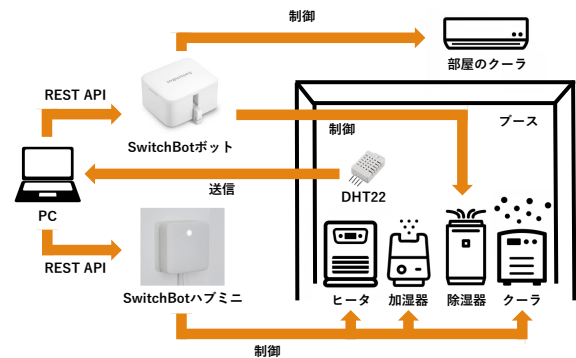 制御
部屋のクーラ
SwitchBot
REST API
ブース
制御
SwitchBotボット
送信
DHT22
PC
REST API
SwitchBotハブミニ
ヒータ
加湿器
除湿器
クーラ
制御